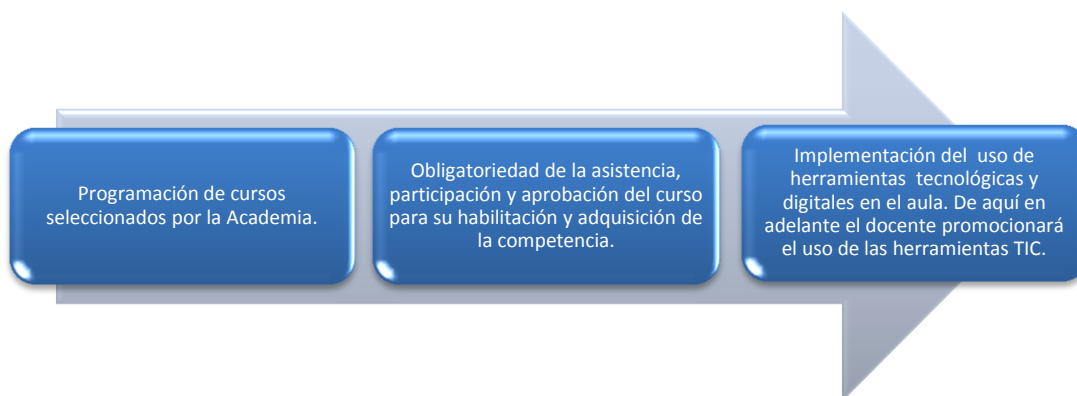 Programación de cursos
seleccionados por la Academia.
Obligatoriedad de la asistencia,
participación y aprobación del curso
para su habilitación y adquisición de
la competencia.
Implementación del uso de
herramientas tecnológicas y
digitales en el aula. De aquí en
adelante el docente promocionará
el uso de las herramientas TIC.